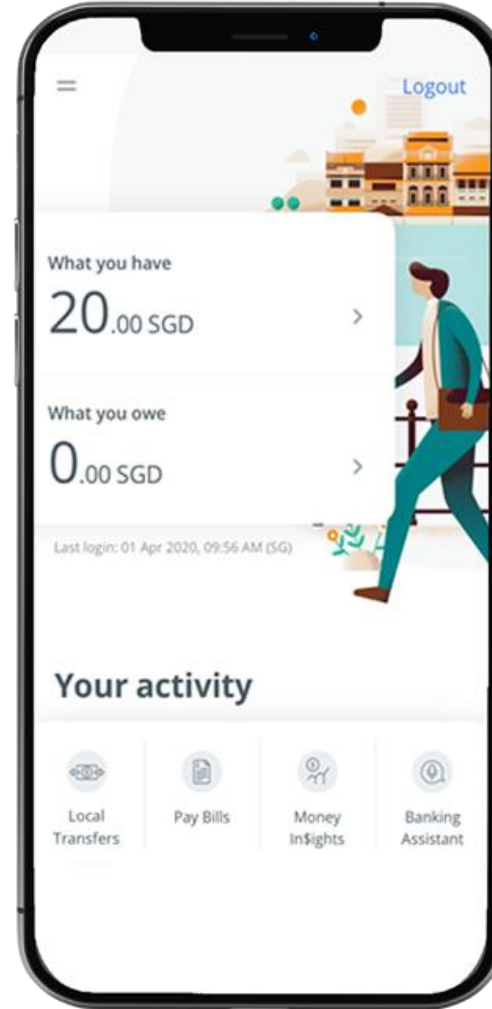 Logout
What you have
20.00 SGD
What you owe
0.00 SGD
Last login: 01 Apr 2020, 09:56 AM (SG)
Your activity
Local
Transfers
Pay Bills
Money
In$ights
Banking
Assistant